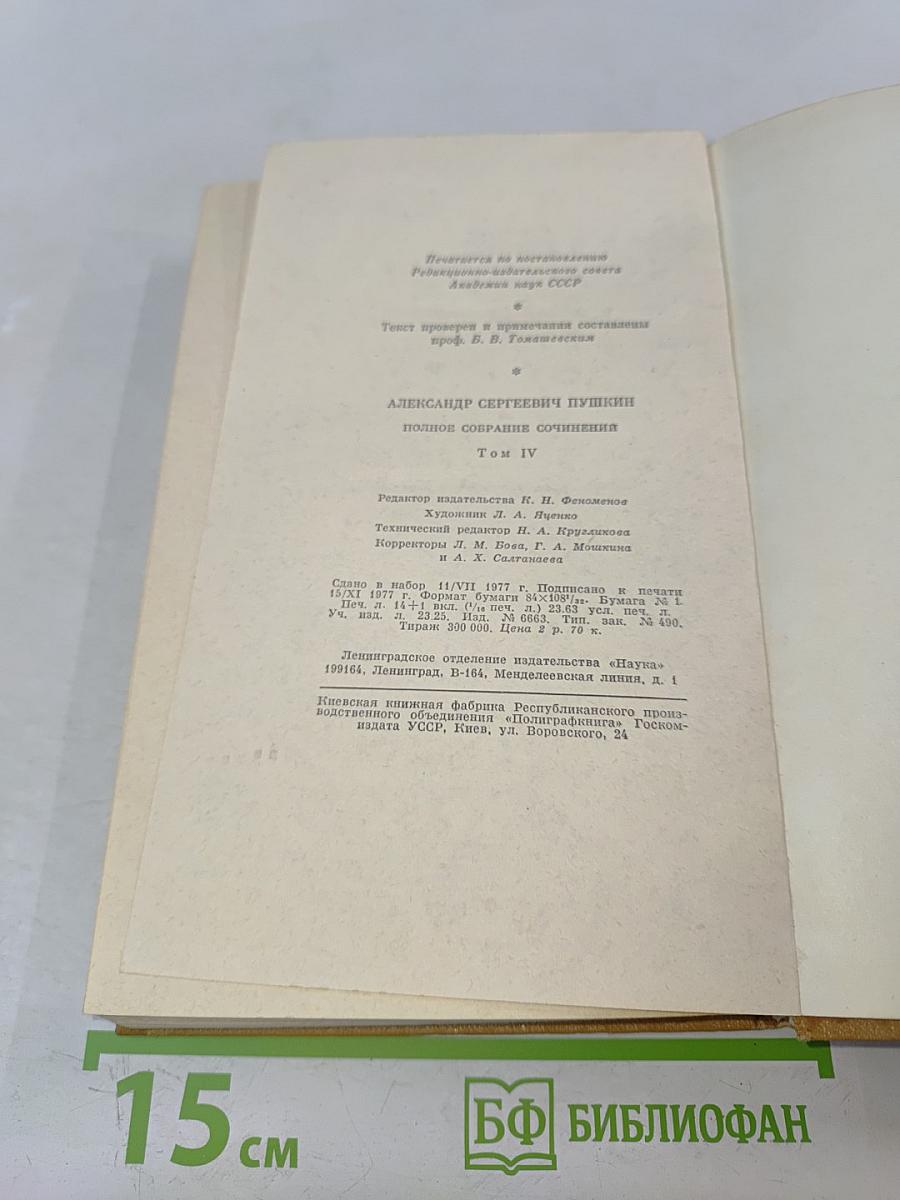 Печатается по постановлению
Редакционно-издательского совета
Академии наук СССР
*
Текст проверен и примечания составлены
проф. Б. В. Томашевским
*
АЛЕКСАНДР СЕРГЕЕВИЧ ПУШКИН
ПОЛНОЕ СОБРАНИЕ СОЧИНЕНИЙ
Том IV
Редактор издательства К. Н. Феноменов
Художник Л. А. Яценко
Технический редактор Н. А. Кругликова
Корректоры Л. М. Бова, Г. А. Мошкина
и А. Х. Салтанаева
Сдано в набор 11/VII 1977 г. Подписано к печати
15/XI 1977 г. Формат бумаги 84×108¹/₃₂. Бумага № 1.
Печ. л. 14+1 вкл. (¹/₁₆ печ. л.) 23.63 усл. печ. л.
Уч. изд. л. 23.25. Изд. № 6663. Тип. зак. № 490.
Тираж 300 000. Цена 2 р. 70 к.
Ленинградское отделение издательства «Наука»
199164, Ленинград, В-164, Менделеевская линия, д. 1
Киевская книжная фабрика Республиканского произ-
водственного объединения «Полиграфкнига» Госком-
издата УССР, Киев, ул. Воровского, 24
15 см
БФ БИБЛИОФАН